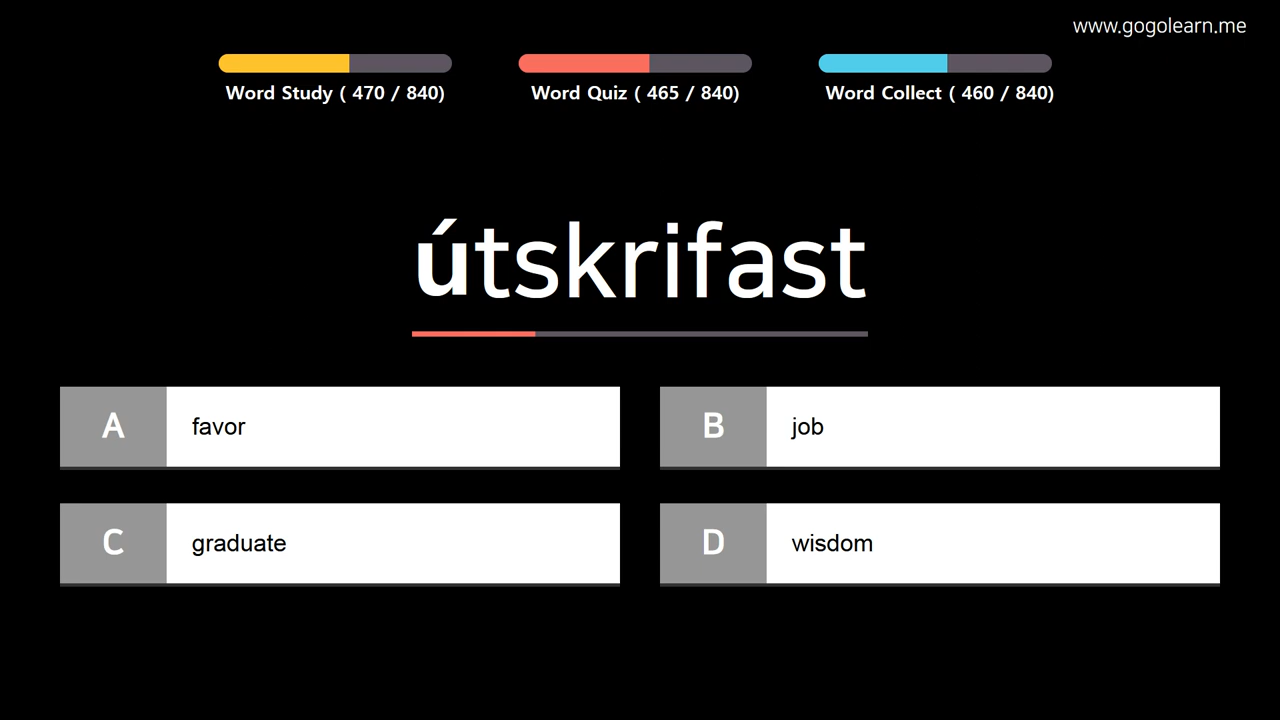 www.gogolearn.me
Word Study ( 470 / 840)
Word Quiz ( 465 / 840)
Word Collect ( 460 / 840)
útskrifast
A favor
B job
C graduate
D wisdom